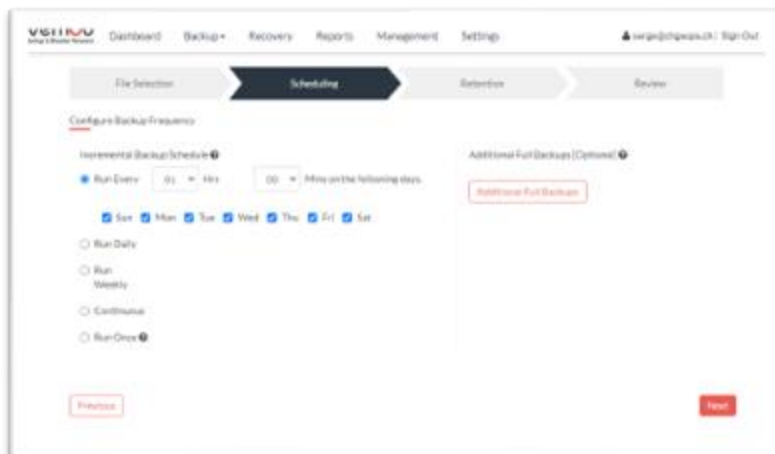 Dashboard Backup Recovery Reports Management Settings Sign Out
File Selection Scheduling Retention Review
Configure Backup Frequency
Incremental Backup Schedule Additional Full Backups (Optional)
Run Every 01 Hrs 00 Mins on the following days.
Additional Full Backups
Sun Mon Tue Wed Thu Fri Sat
Run Daily
Run
Weekly
Continuous
Run Once
Previous Next